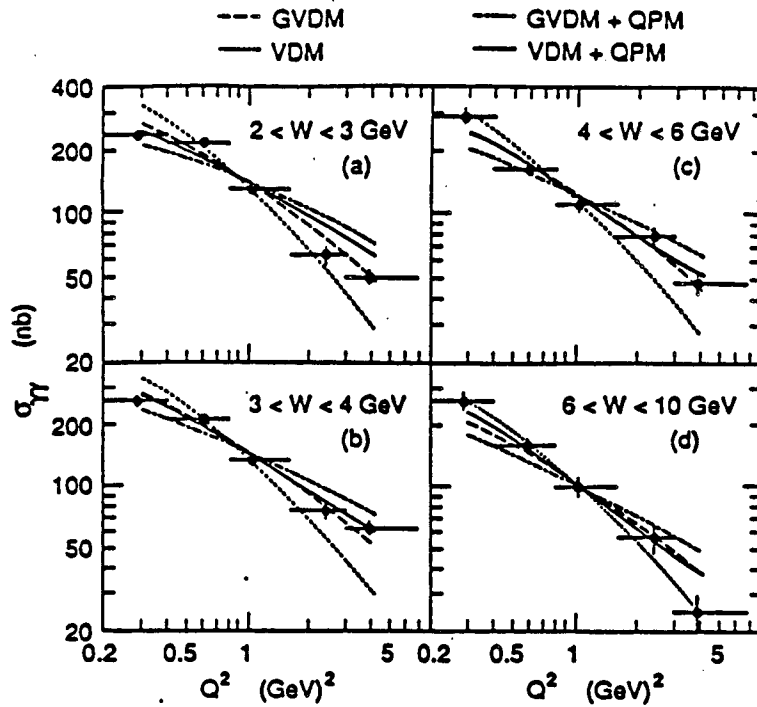 GVDM
GVDM + QPM
VDM
VDM + QPM
400
200
100
50
20
2 < W < 3 GeV
(a)
4 < W < 6 GeV
(c)
σγγ (nb)
200
100
50
20
3 < W < 4 GeV
(b)
6 < W < 10 GeV
(d)
0.2 0.5 1 5 0.2 0.5 1 5
Q² (GeV)² Q² (GeV)²